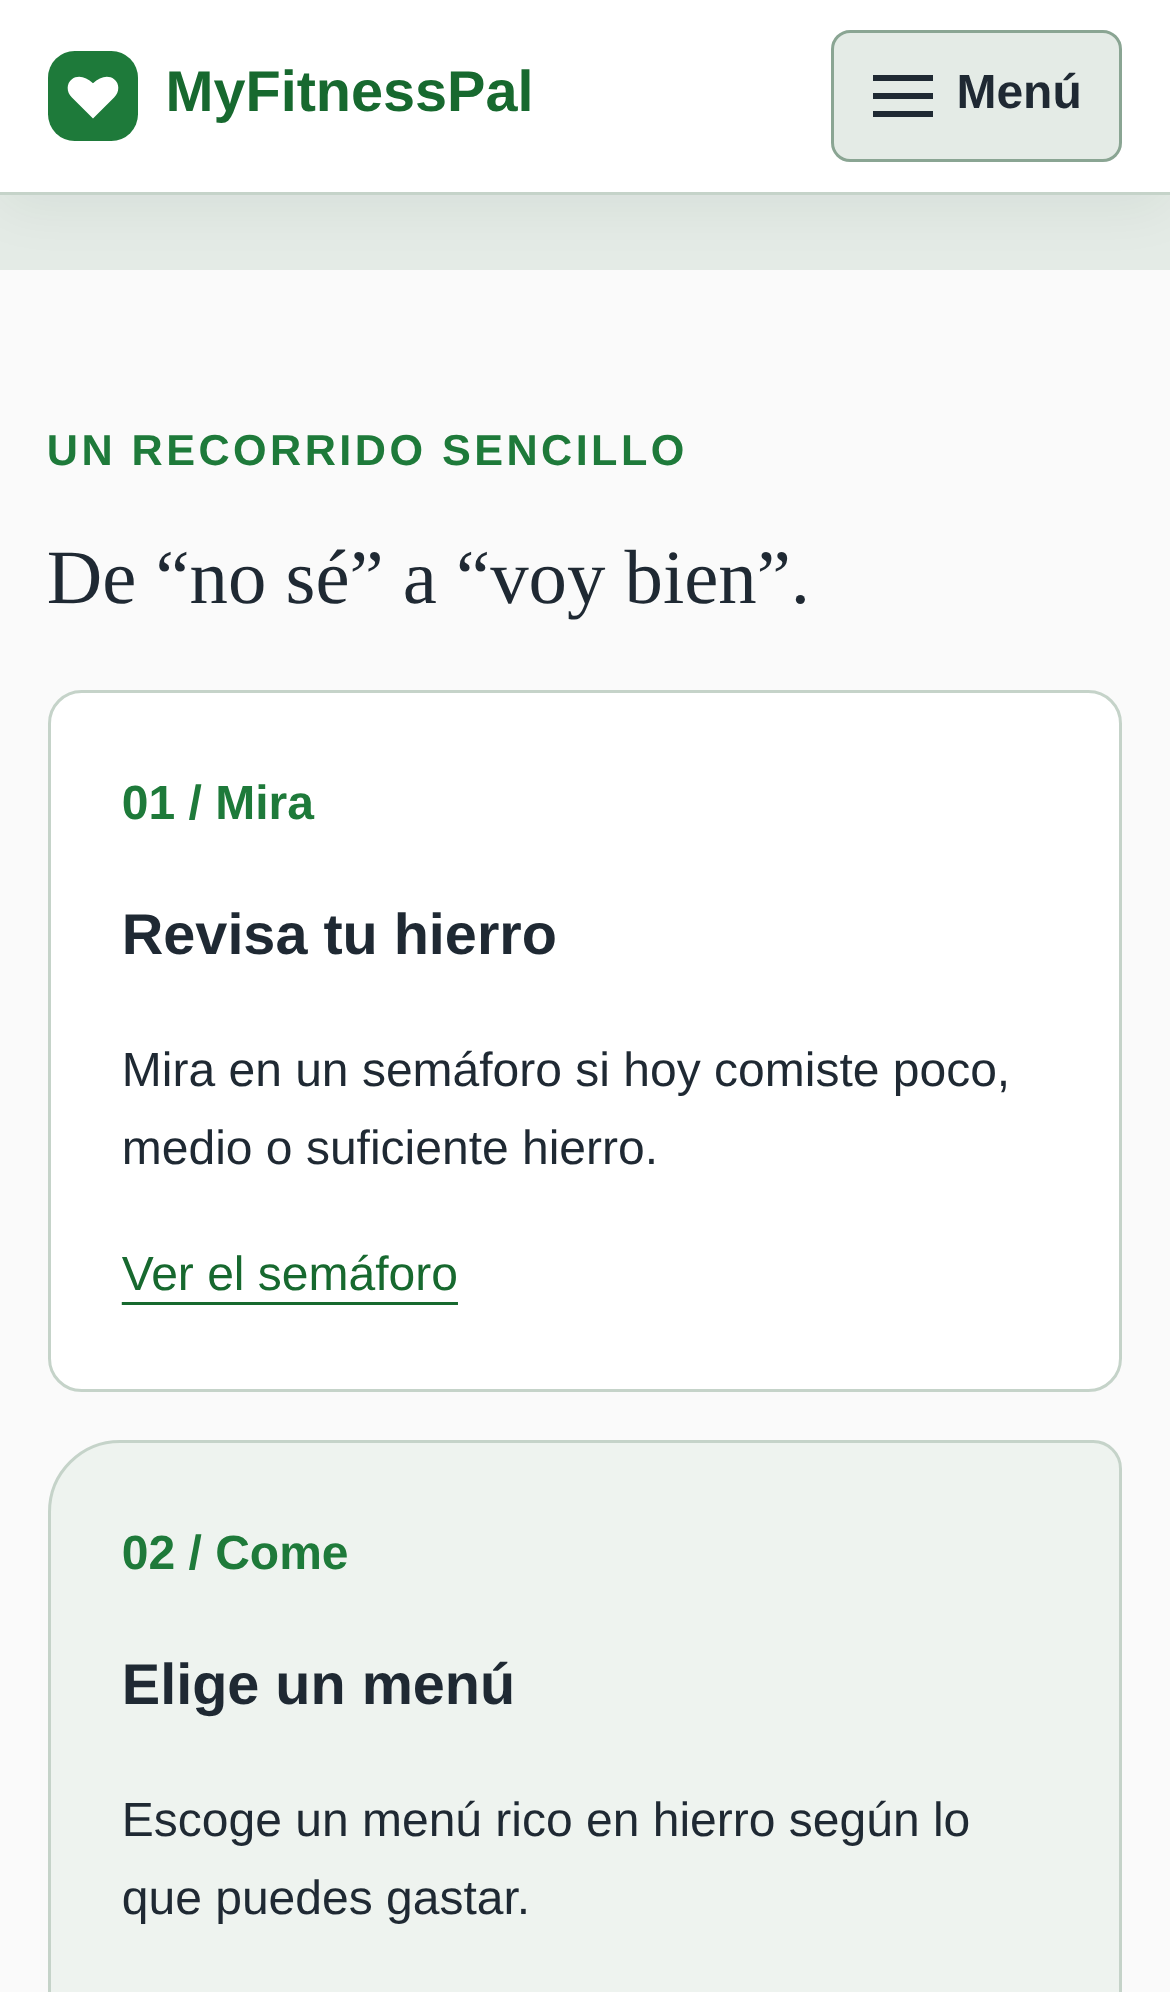 MyFitnessPal
Menú
UN RECORRIDO SENCILLO
De “no sé” a “voy bien”.
01 / Mira
Revisa tu hierro
Mira en un semáforo si hoy comiste poco,
medio o suficiente hierro.
Ver el semáforo
02 / Come
Elige un menú
Escoge un menú rico en hierro según lo
que puedes gastar.